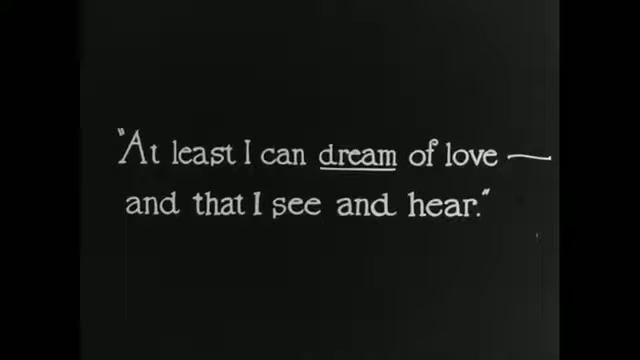 "At least I can dream of love —
and that I see and hear."